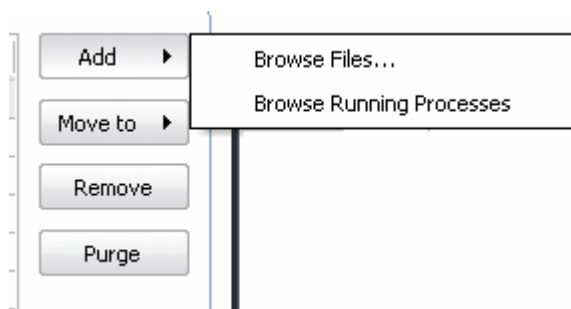 Add
Browse Files...
Browse Running Processes
Move to
Remove
Purge